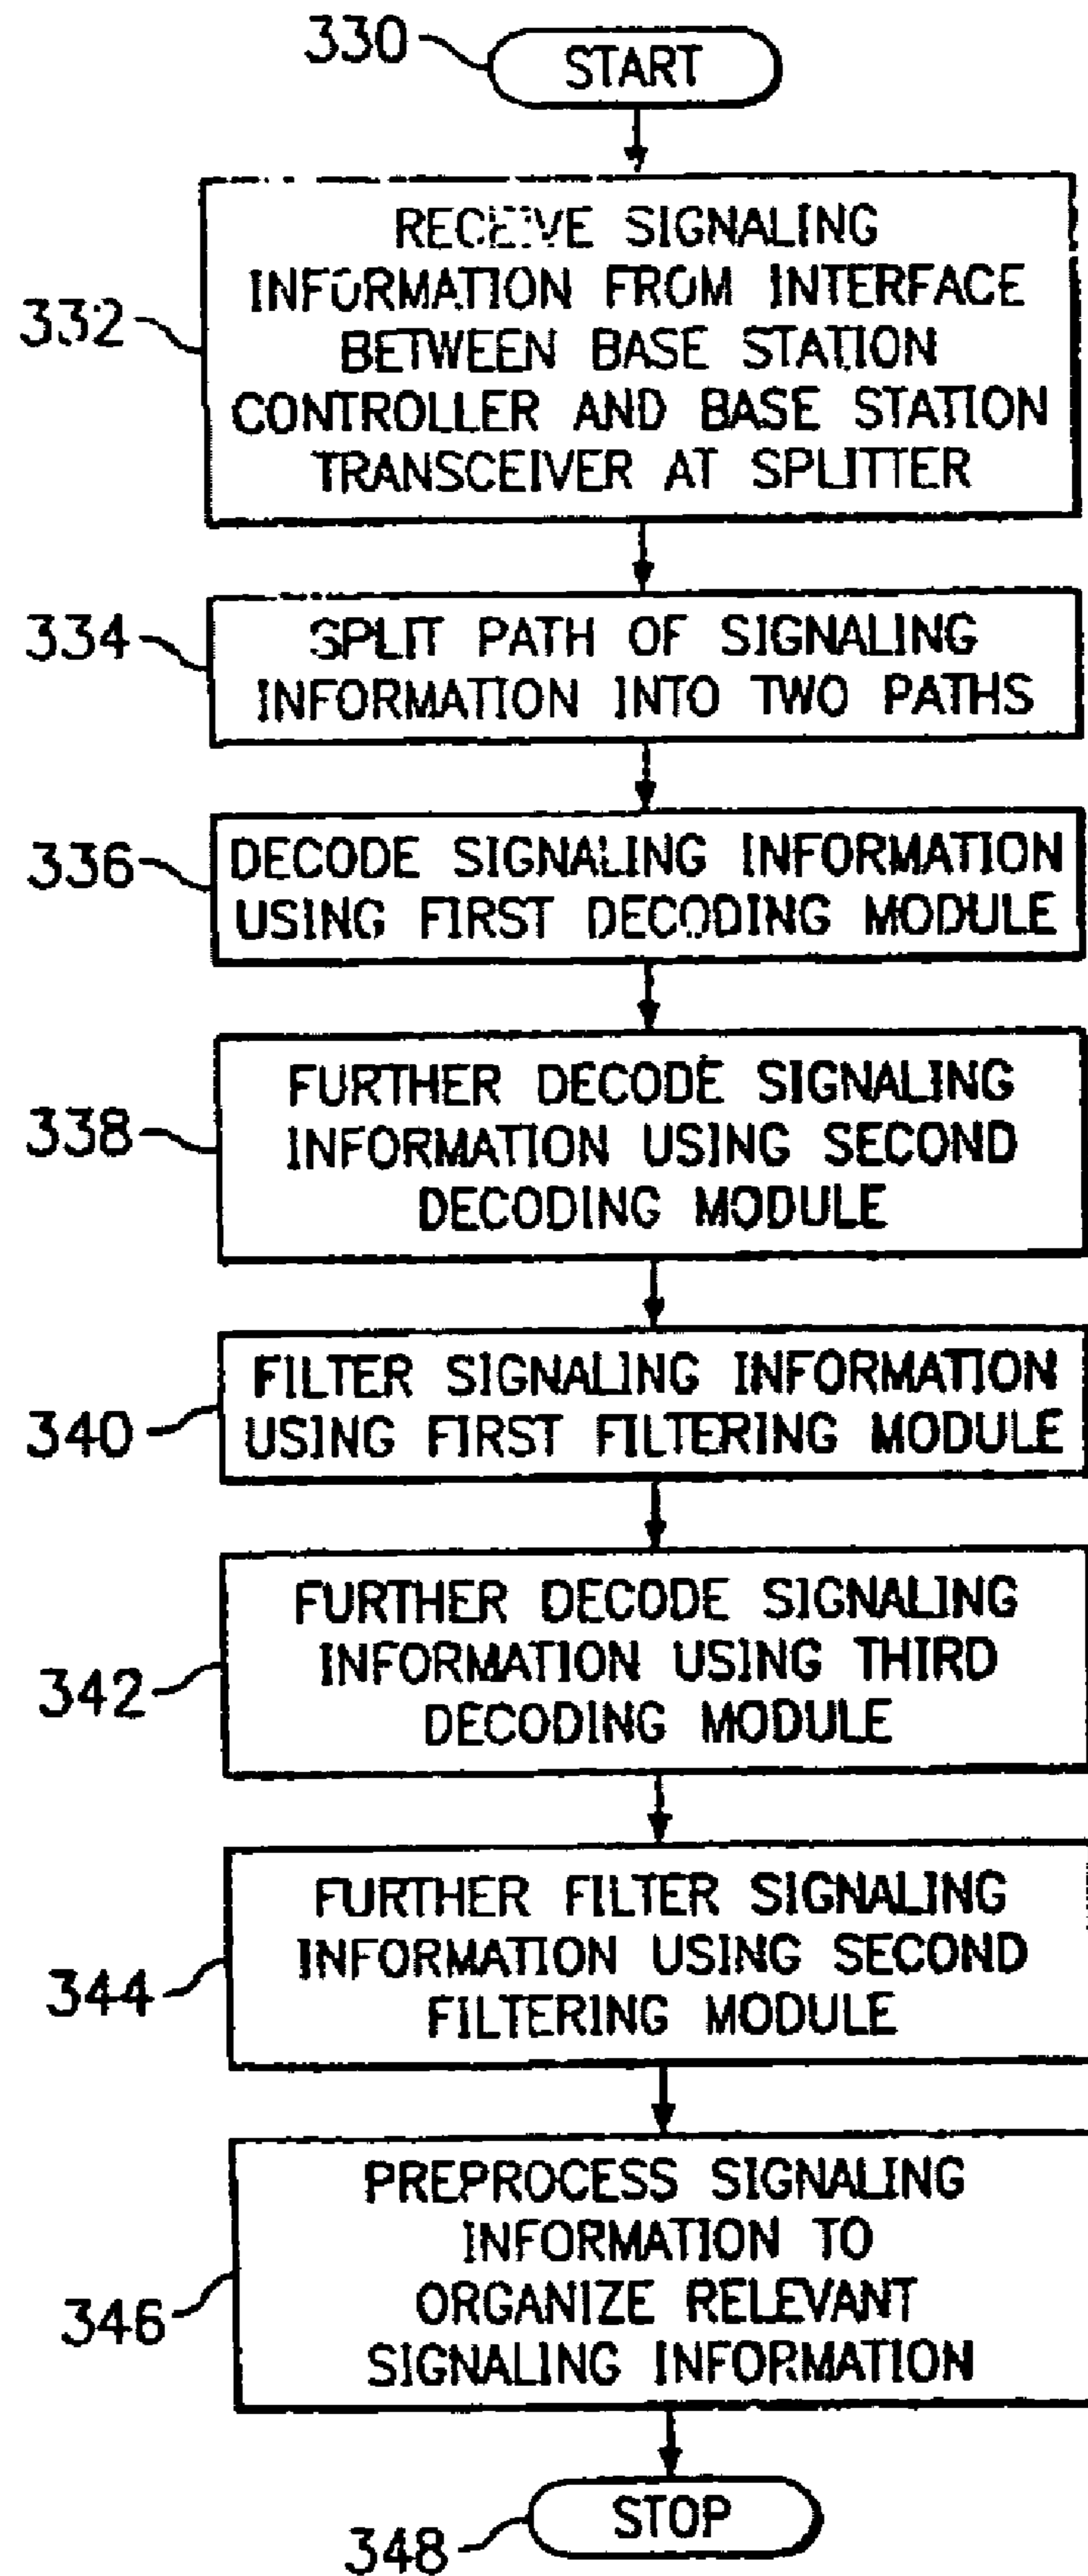 330
START
332
RECEIVE SIGNALING
INFORMATION FROM INTERFACE
BETWEEN BASE STATION
CONTROLLER AND BASE STATION
TRANSCEIVER AT SPLITTER
334
SPLIT PATH OF SIGNALING
INFORMATION INTO TWO PATHS
336
DECODE SIGNALING INFORMATION
USING FIRST DECODING MODULE
338
FURTHER DECODE SIGNALING
INFORMATION USING SECOND
DECODING MODULE
340
FILTER SIGNALING INFORMATION
USING FIRST FILTERING MODULE
342
FURTHER DECODE SIGNALING
INFORMATION USING THIRD
DECODING MODULE
344
FURTHER FILTER SIGNALING
INFORMATION USING SECOND
FILTERING MODULE
346
PREPROCESS SIGNALING
INFORMATION TO
ORGANIZE RELEVANT
SIGNALING INFORMATION
348
STOP